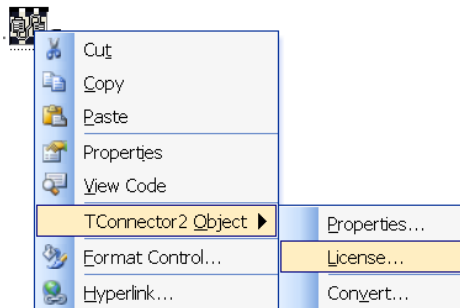 Cut
Copy
Paste
Properties
View Code
TConnector2 Object
Properties...
Format Control...
License...
Hyperlink...
Convert...